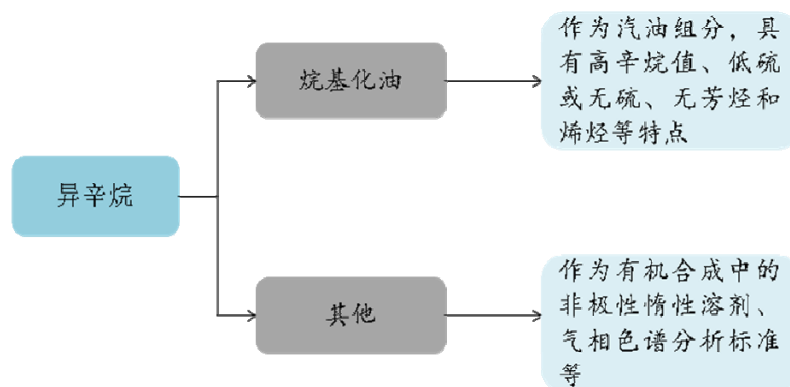 异辛烷
烷基化油
作为汽油组分，具
有高辛烷值、低硫
或无硫、无芳烃和
烯烃等特点
其他
作为有机合成中的
非极性惰性溶剂、
气相色谱分析标准
等